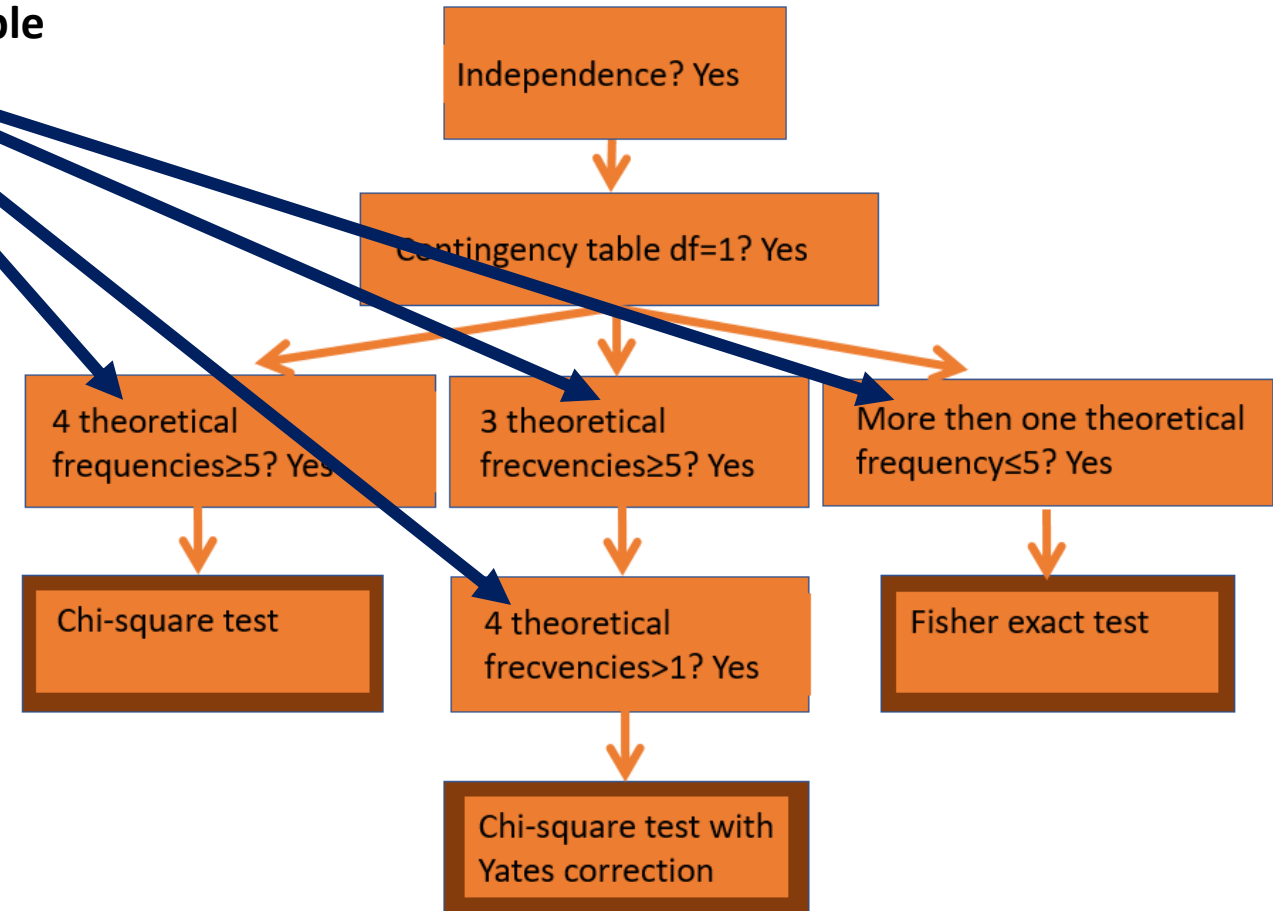 ble
Independence? Yes
Contingency table df=1? Yes
4 theoretical
frequencies≥5? Yes
3 theoretical
frecvencies≥5? Yes
More then one theoretical
frequency≤5? Yes
Chi-square test
4 theoretical
frecvencies>1? Yes
Fisher exact test
Chi-square test with
Yates correction